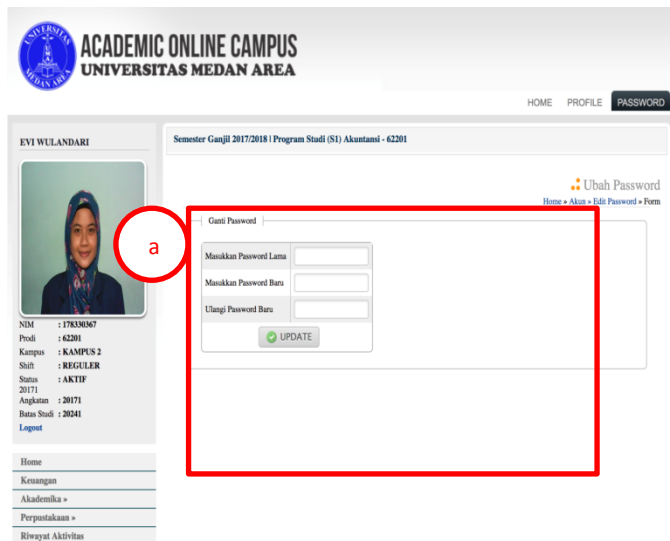 UNIVERSITAS
MEDAN AREA
ACADEMIC ONLINE CAMPUS
UNIVERSITAS MEDAN AREA
HOME PROFILE PASSWORD
EVI WULANDARI
Semester Ganjil 2017/2018 | Program Studi (S1) Akuntansi - 62201
Ubah Password
Home » Akun » Edit Password » Form
a
Ganti Password
Masukkan Password Lama
Masukkan Password Baru
Ulangi Password Baru
UPDATE
NIM : 178330367
Prodi : 62201
Kampus : KAMPUS 2
Shift : REGULER
Status : AKTIF
20171
Angkatan : 20171
Batas Studi : 20241
Logout
Home
Keuangan
Akademika »
Perpustakaan »
Riwayat Aktivitas